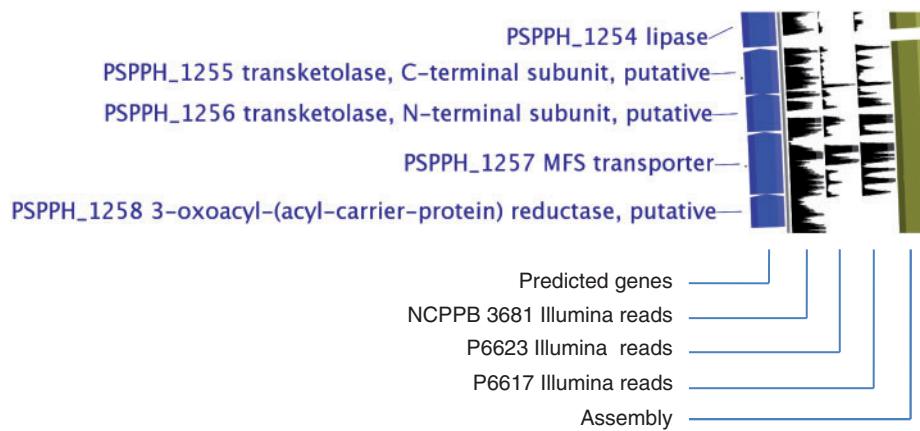 PSPPH_1254 lipase
PSPPH_1255 transketolase, C-terminal subunit, putative
PSPPH_1256 transketolase, N-terminal subunit, putative
PSPPH_1257 MFS transporter
PSPPH_1258 3-oxoacyl-(acyl-carrier-protein) reductase, putative
Predicted genes
NCPPB 3681 Illumina reads
P6623 Illumina reads
P6617 Illumina reads
Assembly